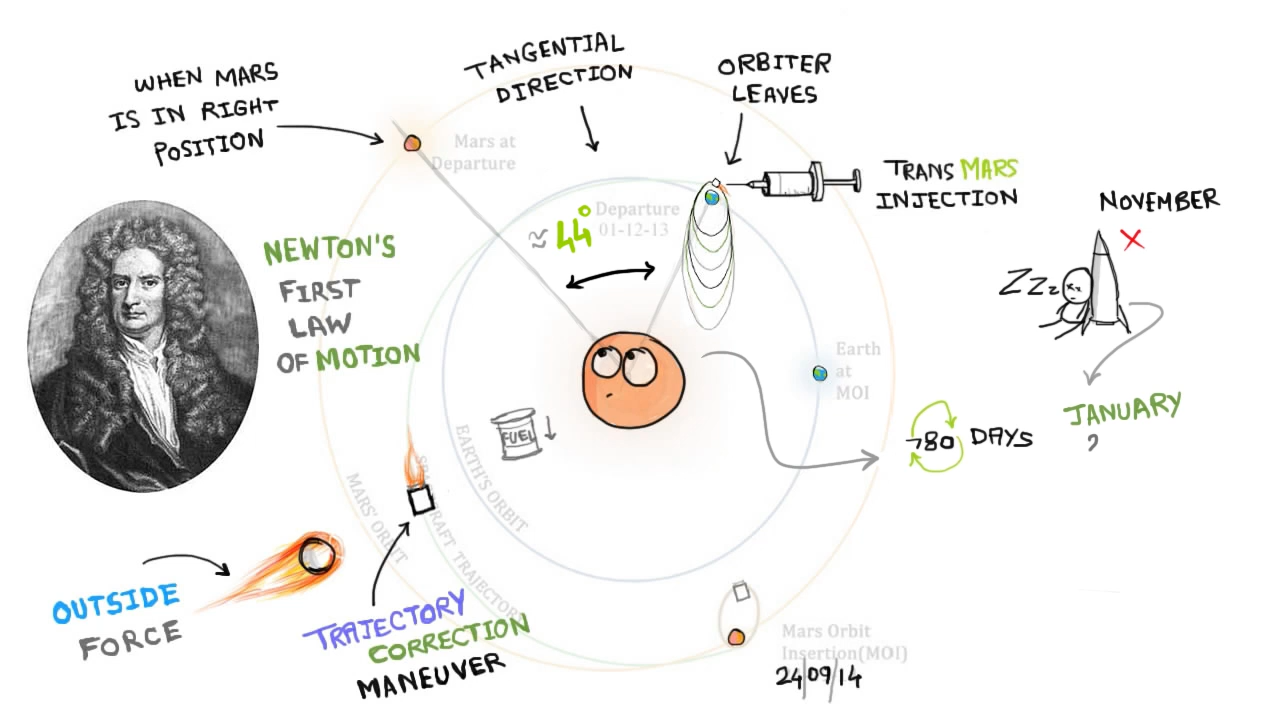 WHEN MARS
IS IN RIGHT
POSITION
TANGENTIAL
DIRECTION
ORBITER
LEAVES
Mars at
Departure
TRANS MARS
INJECTION
NOVEMBER
≈ 44°
Departure
01-12-13
NEWTON'S
FIRST
LAW
OF MOTION
ZZz
Earth
at
MOI
JANUARY
?
780 DAYS
FUEL
EARTH'S ORBIT
MARS' ORBIT
SPACECRAFT TRAJECTORY
OUTSIDE
FORCE
TRAJECTORY
CORRECTION
MANEUVER
Mars Orbit
Insertion(MOI)
24/09/14